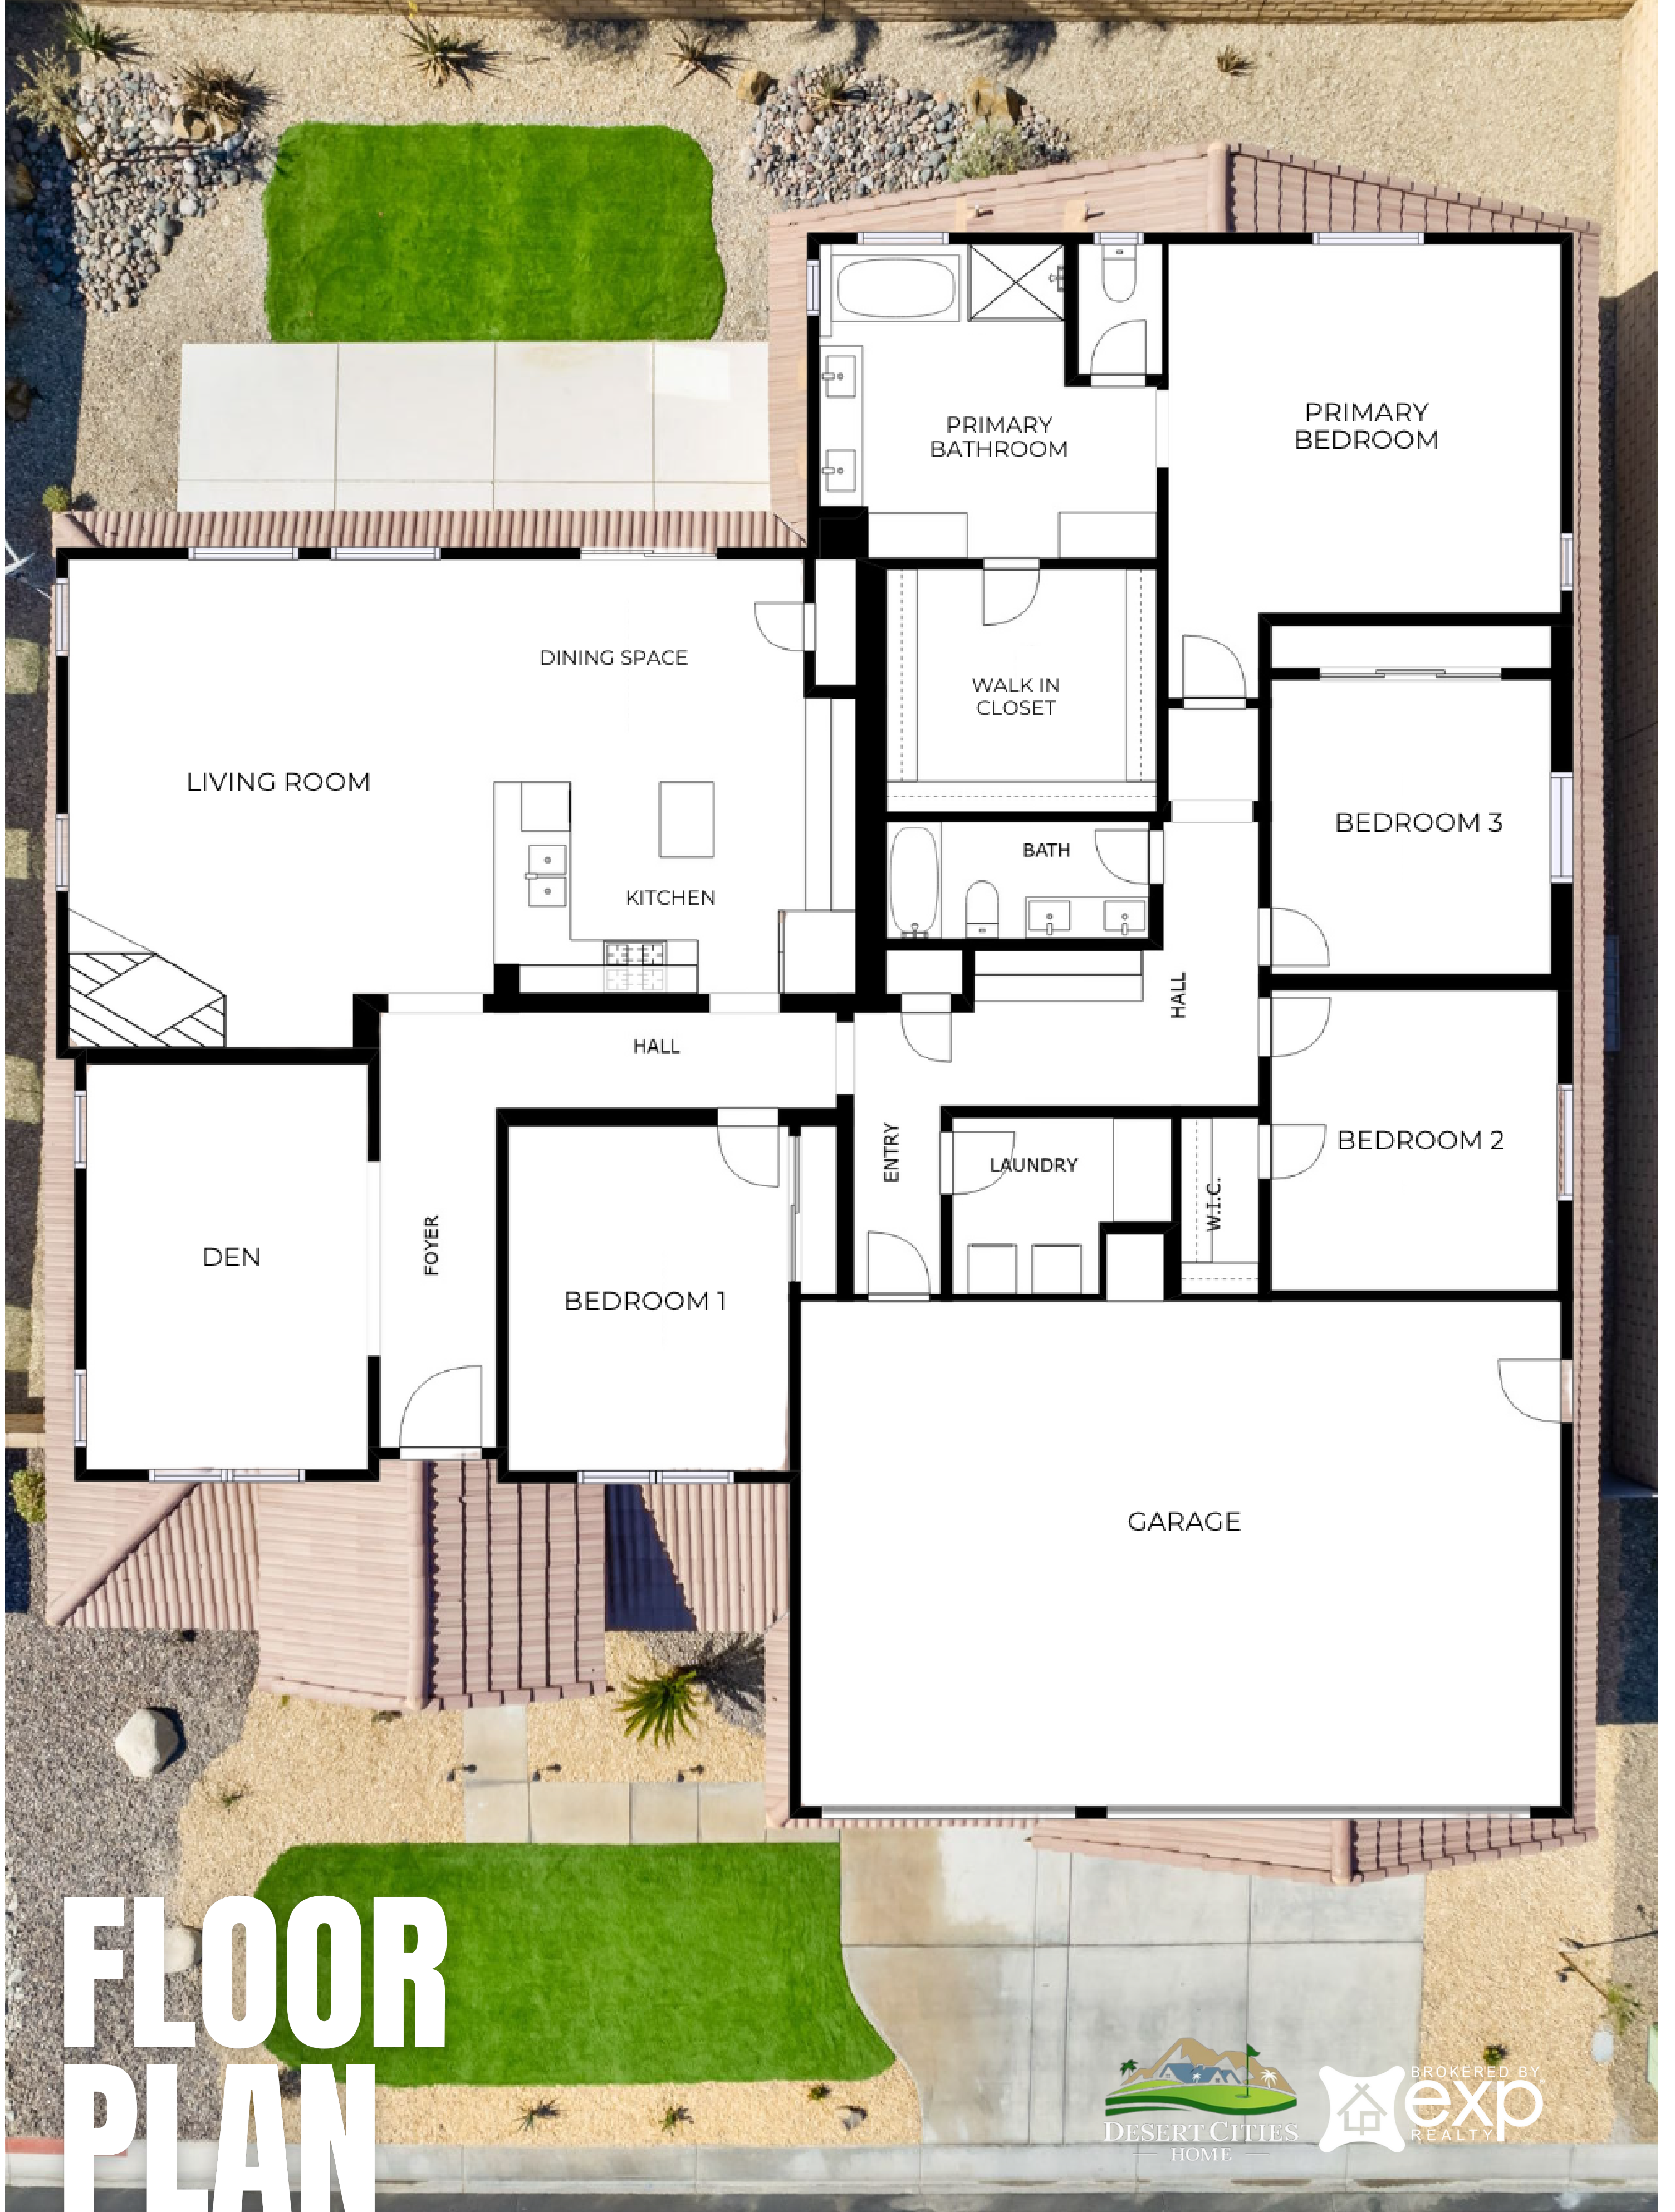 PRIMARY
BATHROOM
PRIMARY
BEDROOM
DINING SPACE
WALK IN
CLOSET
LIVING ROOM
BEDROOM 3
BATH
KITCHEN
HALL
HALL
BEDROOM 2
ENTRY
LAUNDRY
W.I.C.
DEN
FOYER
BEDROOM 1
GARAGE
FLOOR
PLAN
DESERT CITIES
HOME
BROKERED BY
exp
REALTY